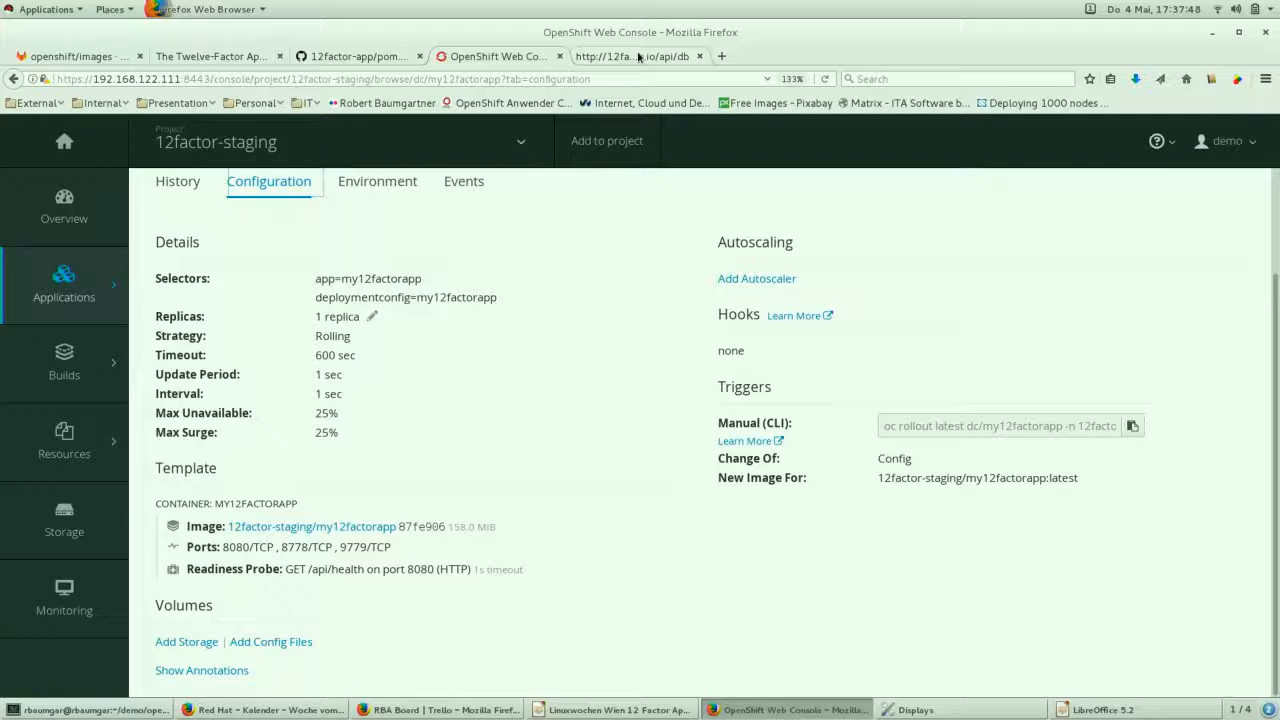 Applications Places Firefox Web Browser 1 Do 4 Mai, 17:37:48
OpenShift Web Console - Mozilla Firefox
openshift/images · ... The Twelve-Factor Ap... 12factor-app/pom.... OpenShift Web Co... http://12fa... .io/api/db
https://192.168.122.111:8443/console/project/12factor-staging/browse/dc/my12factorapp?tab=configuration 133% Search
External Internal Presentation Personal IT Robert Baumgartner OpenShift Anwender C... Internet, Cloud und De... Free Images - Pixabay Matrix - ITA Software b... Deploying 1000 nodes ...
Project
12factor-staging Add to project demo
History Configuration Environment Events
Overview
Applications
Builds
Resources
Storage
Monitoring
Details
Selectors: app=my12factorapp
deploymentconfig=my12factorapp
Replicas: 1 replica
Strategy: Rolling
Timeout: 600 sec
Update Period: 1 sec
Interval: 1 sec
Max Unavailable: 25%
Max Surge: 25%
Template
CONTAINER: MY12FACTORAPP
Image: 12factor-staging/my12factorapp 87fe906 158.0 MiB
Ports: 8080/TCP , 8778/TCP , 9779/TCP
Readiness Probe: GET /api/health on port 8080 (HTTP) 1s timeout
Volumes
Add Storage | Add Config Files
Show Annotations
Autoscaling
Add Autoscaler
Hooks Learn More
none
Triggers
Manual (CLI): oc rollout latest dc/my12factorapp -n 12facto
Learn More
Change Of: Config
New Image For: 12factor-staging/my12factorapp:latest
rbaumgar@rbaumgar:~/demo/ope... Red Hat - Kalender - Woche vom... RBA Board | Trello - Mozilla Firef... Linuxwochen Wien 12 Factor Ap... OpenShift Web Console - Mozilla... Displays LibreOffice 5.2 1 / 4 2